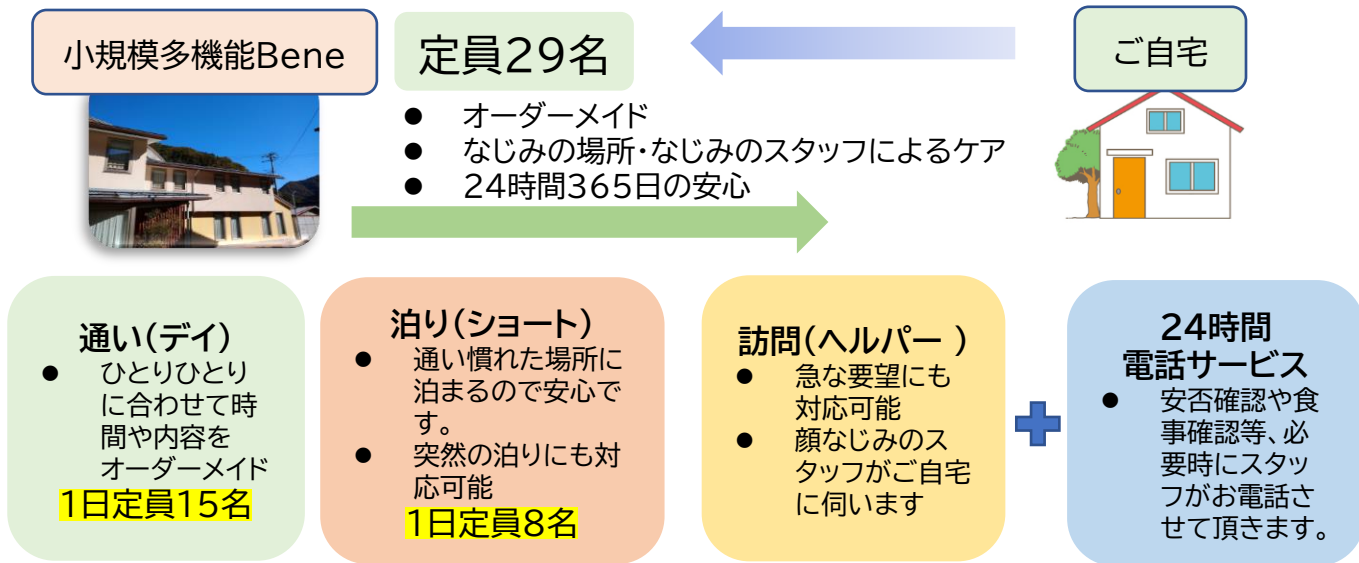 小規模多機能Bene
定員29名
ご自宅
● オーダーメイド
● なじみの場所・なじみのスタッフによるケア
● 24時間365日の安心
通い(デイ)
● ひとりひとり
に合わせて時
間や内容を
オーダーメイド
1日定員15名
泊り(ショート)
● 通い慣れた場所に
泊まるので安心で
す。
● 突然の泊りにも対
応可能
1日定員8名
訪問(ヘルパー )
● 急な要望にも
対応可能
● 顔なじみのス
タッフがご自宅
に伺います
24時間
電話サービス
● 安否確認や食
事確認等、必
要時にスタッ
フがお電話さ
せて頂きます。